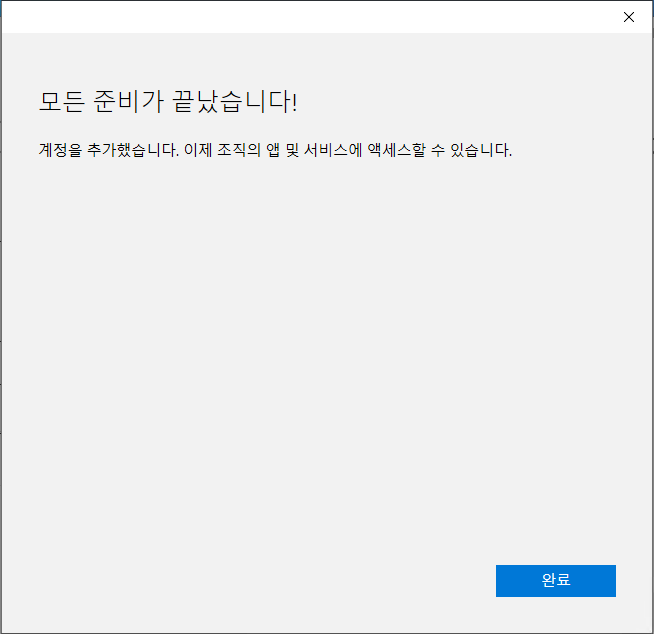 모든 준비가 끝났습니다!
계정을 추가했습니다. 이제 조직의 앱 및 서비스에 액세스할 수 있습니다.
완료